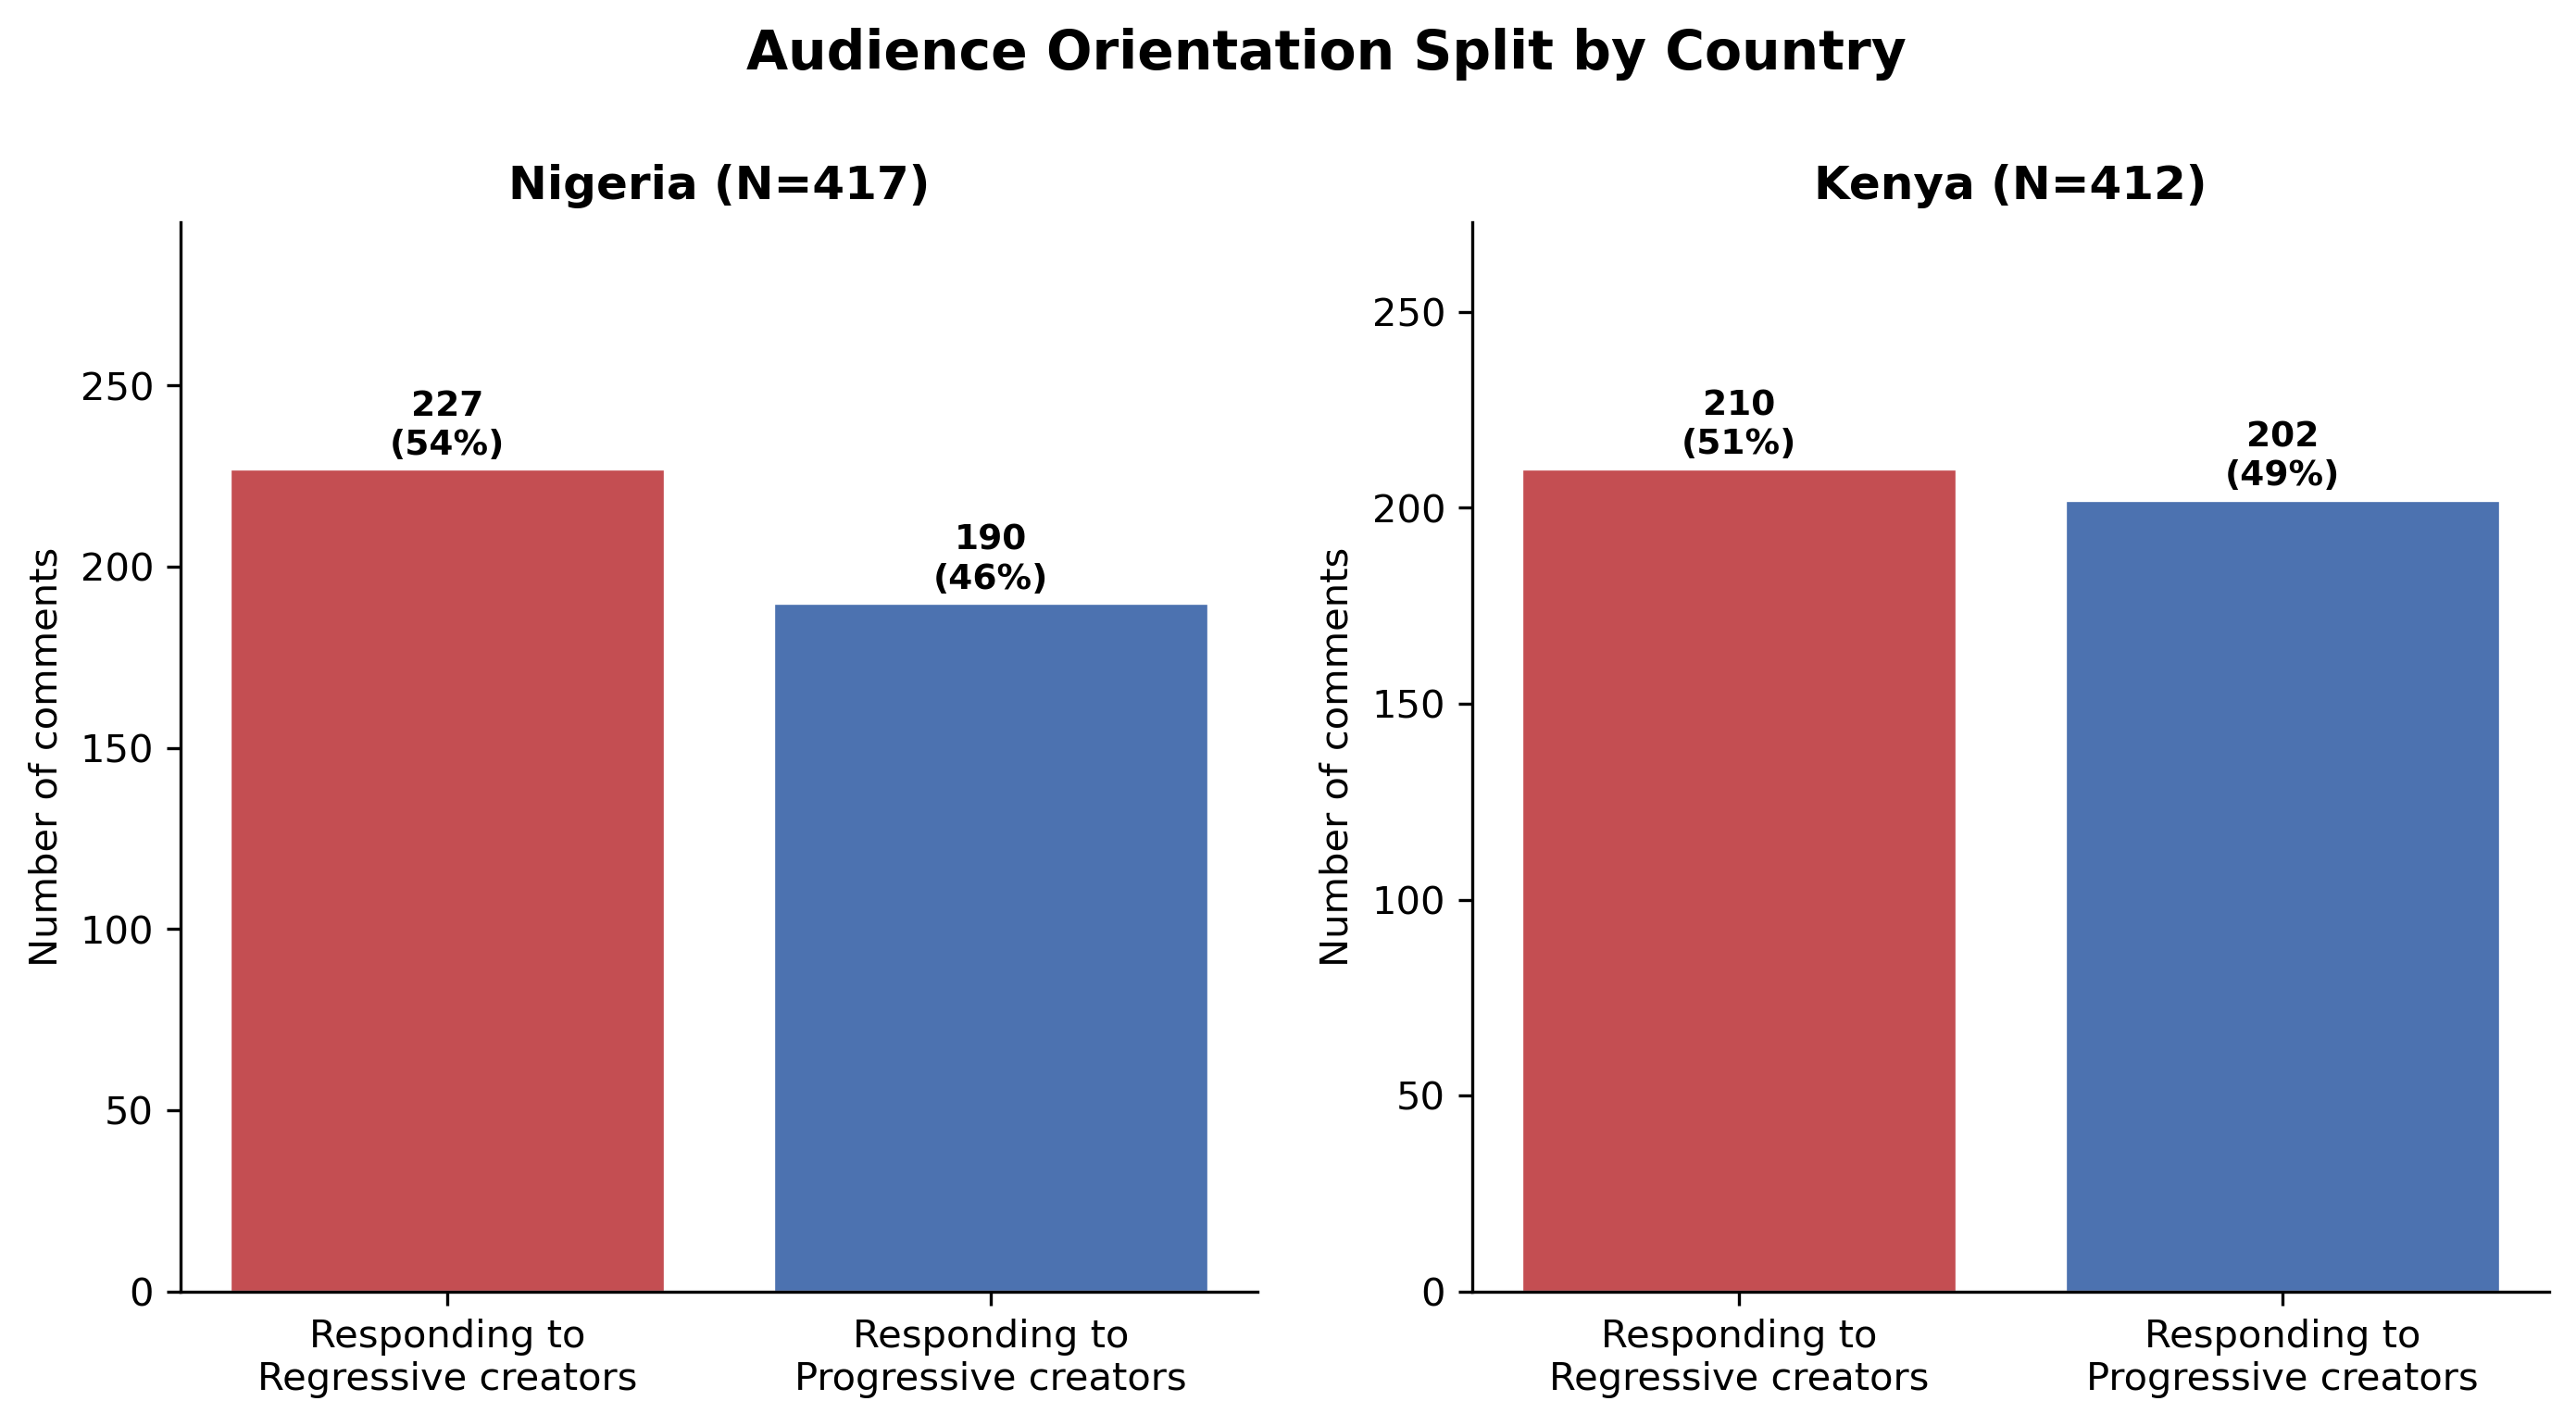 Audience Orientation Split by Country
Nigeria (N=417)
Number of comments
250
200
150
100
50
0
227
(54%)
190
(46%)
Responding to
Regressive creators
Responding to
Progressive creators
Kenya (N=412)
Number of comments
250
200
150
100
50
0
210
(51%)
202
(49%)
Responding to
Regressive creators
Responding to
Progressive creators